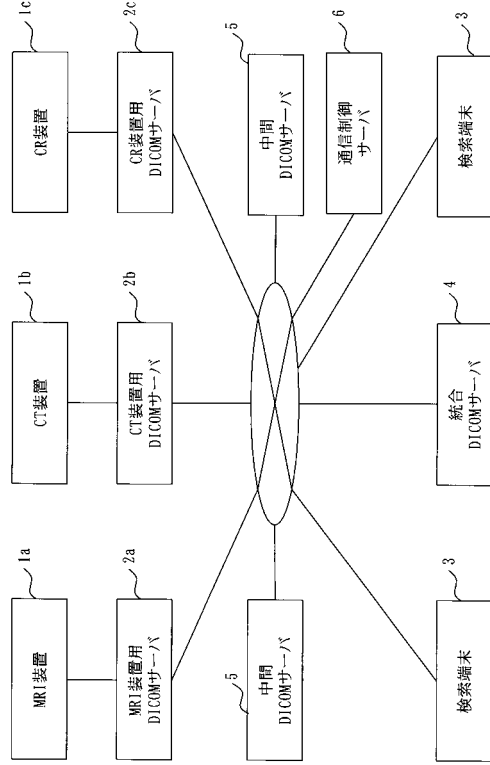 MRI装置
1a
CT装置
1b
CR装置
1c
MRI装置用
DICOMサーバ
2a
CT装置用
DICOMサーバ
2b
CR装置用
DICOMサーバ
2c
5
中間
DICOMサーバ
中間
DICOMサーバ
5
通信制御
サーバ
6
検索端末
3
統合
DICOMサーバ
4
検索端末
3